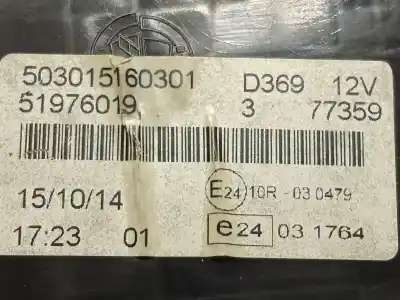 503015160301 D369 12V
51976019 3 77359
15/10/14 E24 10R - 03 0479
17:23 01 e24 03 1764